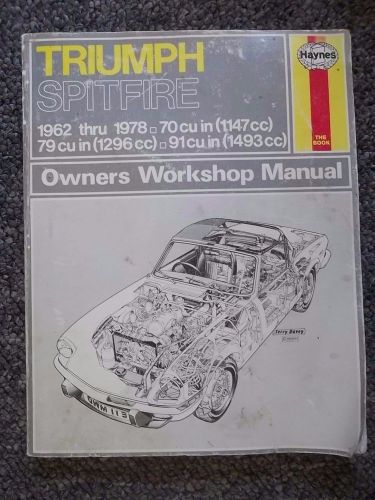 TRIUMPH
SPITFIRE
1962 thru 1978 ▫ 70 cu in (1147cc)
79 cu in (1296 cc) ▫ 91 cu in (1493 cc)
Haynes
THE
BOOK
Owners Workshop Manual
Terry Davey